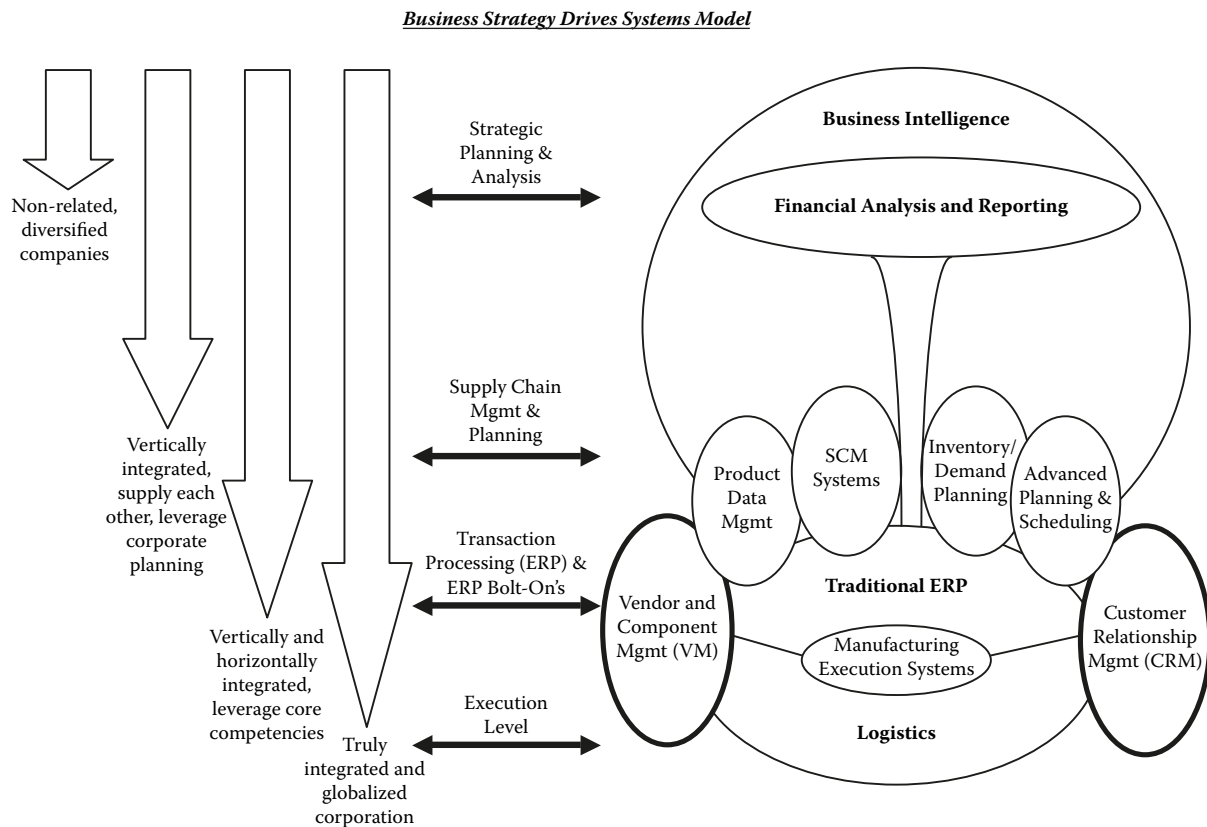 Business Strategy Drives Systems Model
Non-related,
diversified
companies
Vertically
integrated,
supply each
other, leverage
corporate
planning
Vertically and
horizontally
integrated,
leverage core
competencies
Truly
integrated and
globalized
corporation
Strategic
Planning &
Analysis
Supply Chain
Mgmt &
Planning
Transaction
Processing (ERP) &
ERP Bolt-On's
Execution
Level
Business Intelligence
Financial Analysis and Reporting
Product
Data
Mgmt
SCM
Systems
Inventory/
Demand
Planning
Advanced
Planning &
Scheduling
Vendor and
Component
Mgmt (VM)
Traditional ERP
Manufacturing
Execution Systems
Customer
Relationship
Mgmt (CRM)
Logistics